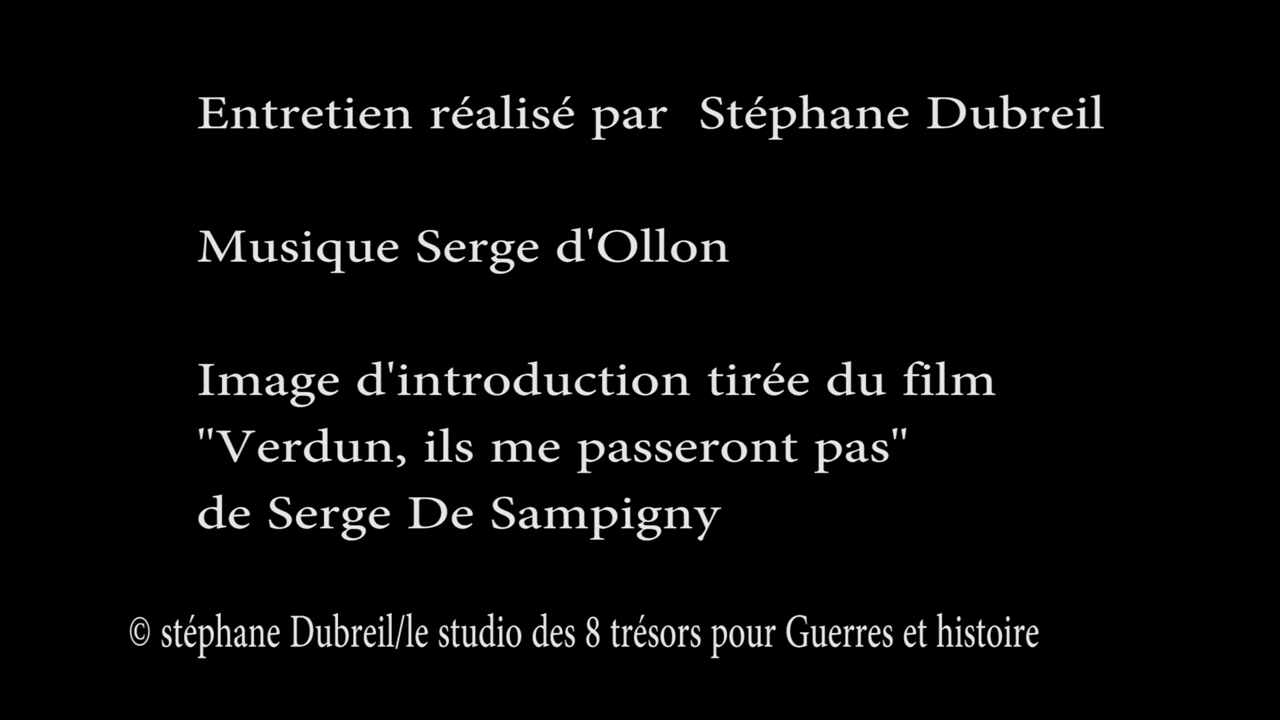 Entretien réalisé par  Stéphane Dubreil
Musique Serge d'Ollon
Image d'introduction tirée du film
"Verdun, ils me passeront pas"
de Serge De Sampigny
© stéphane Dubreil/le studio des 8 trésors pour Guerres et histoire